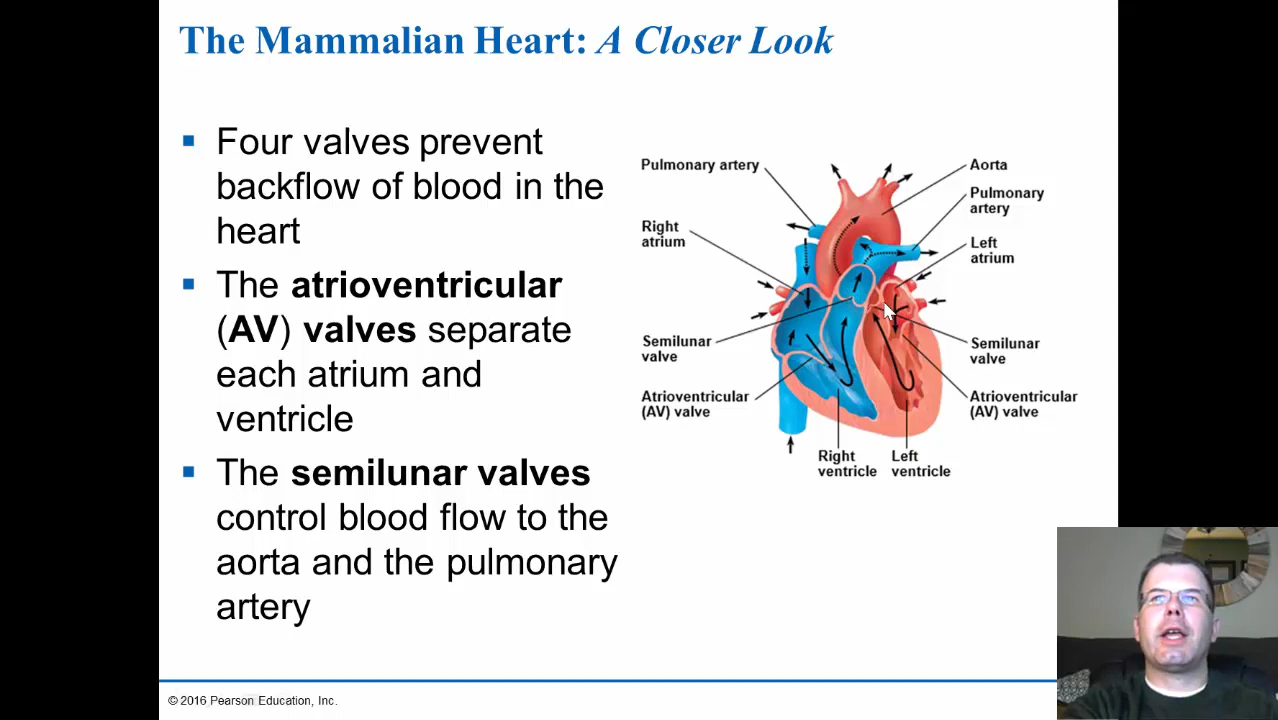 The Mammalian Heart: A Closer Look
▪ Four valves prevent
backflow of blood in the
heart
▪ The atrioventricular
(AV) valves separate
each atrium and
ventricle
▪ The semilunar valves
control blood flow to the
aorta and the pulmonary
artery
Pulmonary artery
Right
atrium
Semilunar
valve
Atrioventricular
(AV) valve
Right
ventricle
Left
ventricle
Aorta
Pulmonary
artery
Left
atrium
Semilunar
valve
Atrioventricular
(AV) valve
© 2016 Pearson Education, Inc.